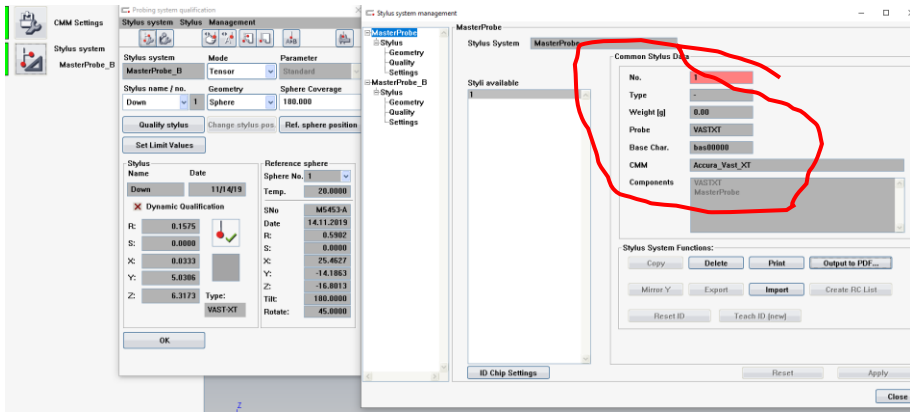 CMM Settings
Stylus system
MasterProbe_B
Probing system qualification
Stylus system Stylus Management
Stylus system Mode Parameter
MasterProbe_B Tensor Standard
Stylus name / no. Geometry Sphere Coverage
Down 1 Sphere 180.000
Qualify stylus Change stylus pos. Ref. sphere position
Set Limit Values
Stylus
Name Date
Down 11/14/19
Dynamic Qualification
R: 0.1575
S: 0.0000
X: 0.0333
Y: 5.0306
Z: 6.3173 Type:
VAST-XT
Reference sphere
Sphere No. 1
Temp. 20.0000
SNo M5453-A
Date 14.11.2019
R: 0.5902
S: 0.0000
X: 25.4627
Y: -14.1863
Z: -16.8013
Tilt: 180.0000
Rotate: 45.0000
OK
Z
Stylus system management
MasterProbe
Stylus
Geometry
Quality
Settings
MasterProbe_B
Stylus
Geometry
Quality
Settings
MasterProbe
Stylus System MasterProbe
Styli available
1
Common Stylus Data
No. 1
Type -
Weight [g] 0.00
Probe VASTXT
Base Char. bas00000
CMM Accura_Vast_XT
Components VASTXT
MasterProbe
Stylus System Functions:
Copy Delete Print Output to PDF...
Mirror Y Export Import Create RC List
Reset ID Teach ID (new)
ID Chip Settings Reset Apply
Close